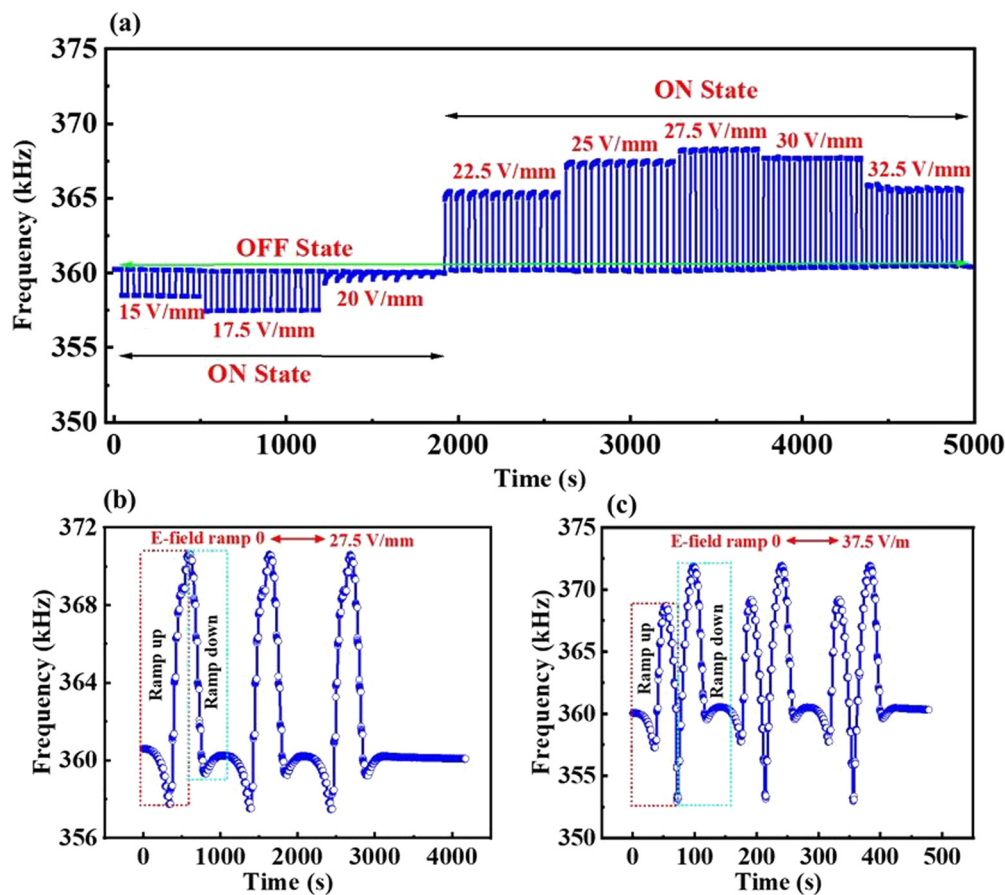 (a)
375
370
365
360
355
350
Frequency (kHz)
ON State
22.5 V/mm
25 V/mm
27.5 V/mm
30 V/mm
32.5 V/mm
OFF State
15 V/mm
17.5 V/mm
20 V/mm
ON State
0 1000 2000 3000 4000 5000
Time (s)
(b)
372
368
364
360
356
Frequency (kHz)
E-field ramp 0 27.5 V/mm
Ramp up
Ramp down
0 1000 2000 3000 4000
Time (s)
(c)
375
370
365
360
355
350
Frequency (kHz)
E-field ramp 0 37.5 V/m
Ramp up
Ramp down
0 100 200 300 400 500
Time (s)